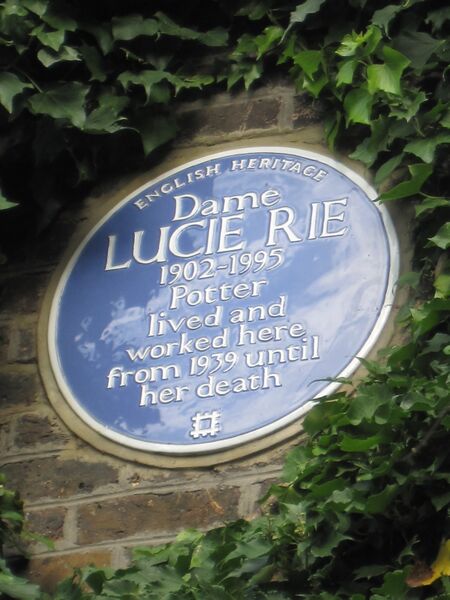 ENGLISH HERITAGE
Dame
LUCIE RIE
1902-1995
Potter
lived and
worked here
from 1939 until
her death